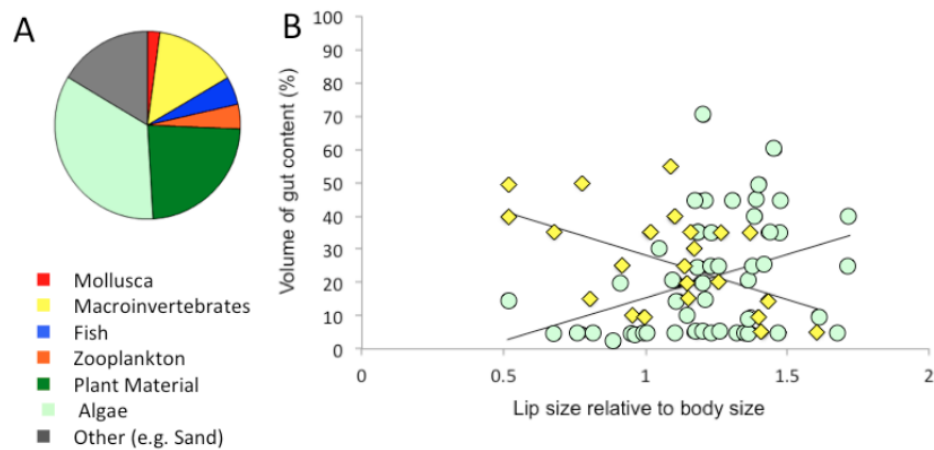 A
Mollusca
Macroinvertebrates
Fish
Zooplankton
Plant Material
Algae
Other (e.g. Sand)
B
Volume of gut content (%)
100
90
80
70
60
50
40
30
20
10
0
0
0.5
1
1.5
2
Lip size relative to body size